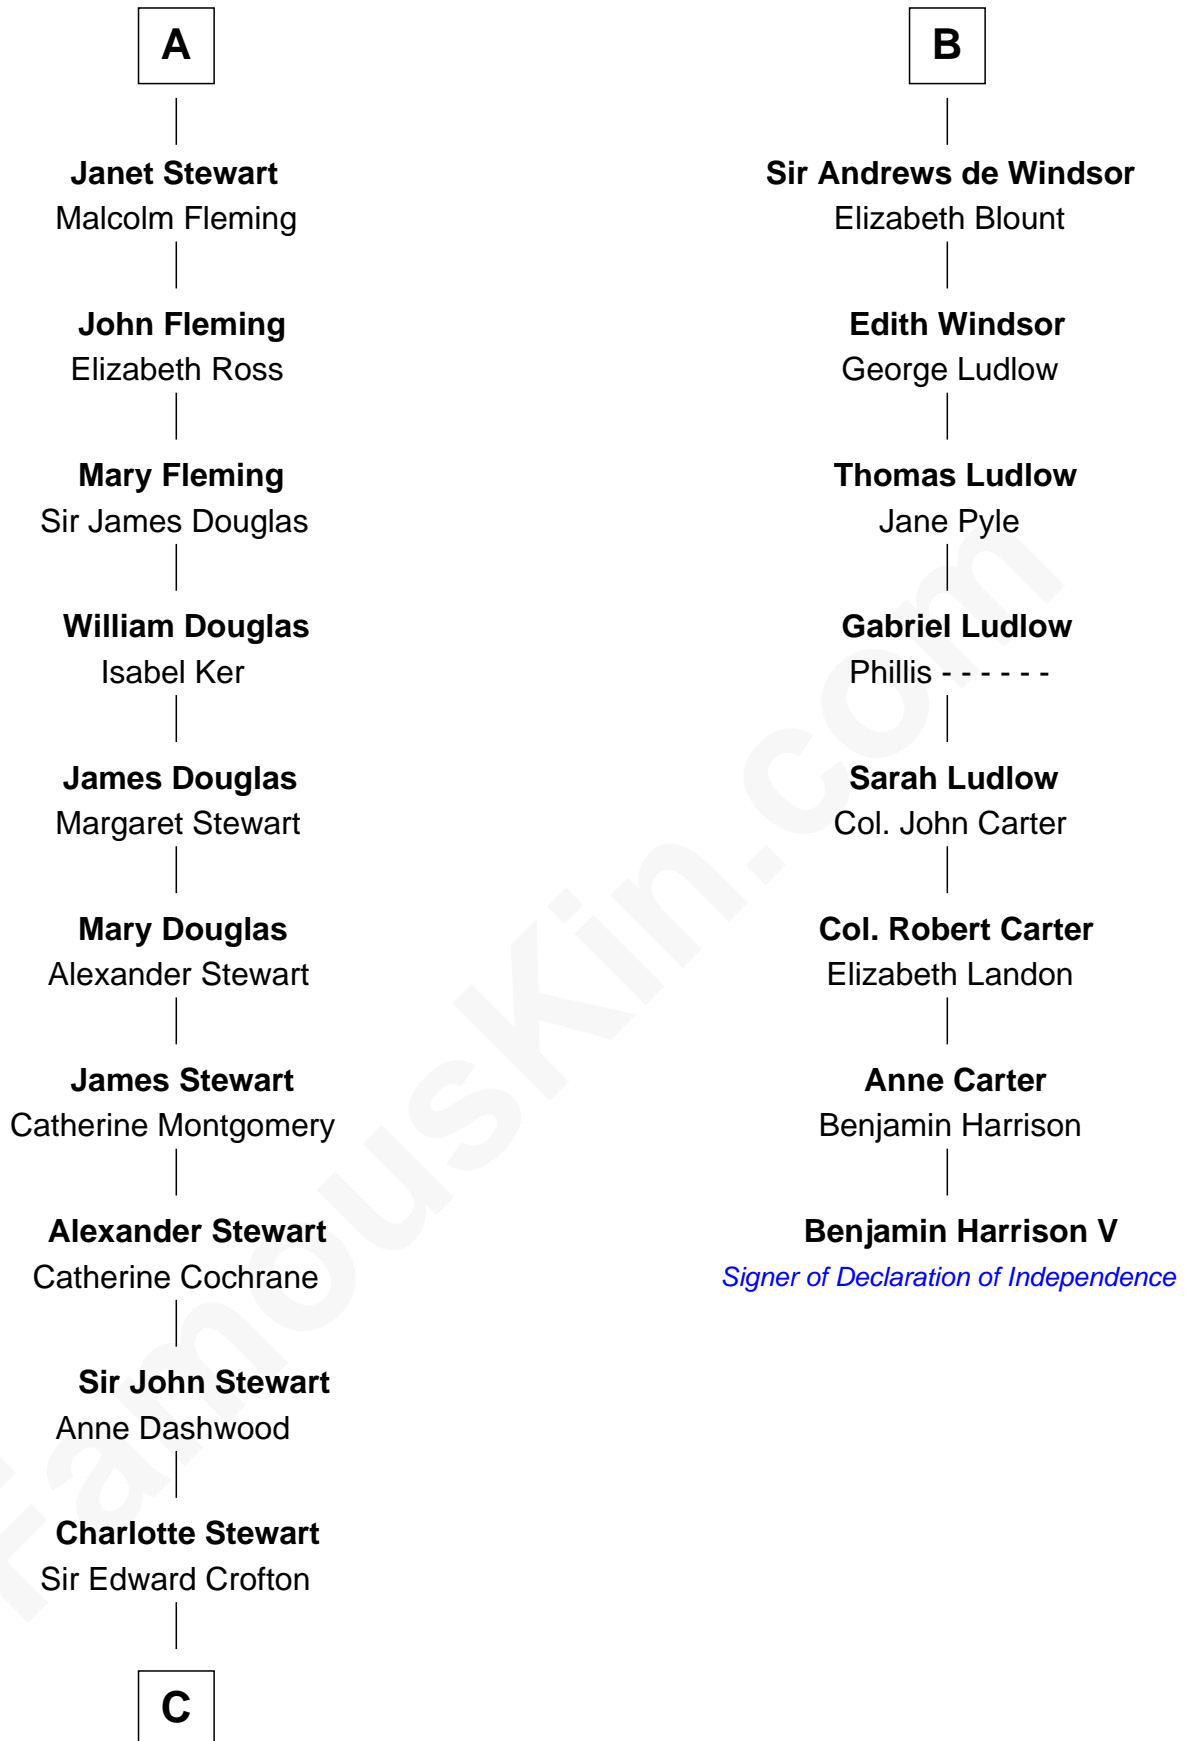 A
Janet Stewart
Malcolm Fleming
John Fleming
Elizabeth Ross
Mary Fleming
Sir James Douglas
William Douglas
Isabel Ker
James Douglas
Margaret Stewart
Mary Douglas
Alexander Stewart
James Stewart
Catherine Montgomery
Alexander Stewart
Catherine Cochrane
Sir John Stewart
Anne Dashwood
Charlotte Stewart
Sir Edward Crofton
C
B
Sir Andrews de Windsor
Elizabeth Blount
Edith Windsor
George Ludlow
Thomas Ludlow
Jane Pyle
Gabriel Ludlow
Phillis - - - - - -
Sarah Ludlow
Col. John Carter
Col. Robert Carter
Elizabeth Landon
Anne Carter
Benjamin Harrison
Benjamin Harrison V
Signer of Declaration of Independence
FamousKin.com